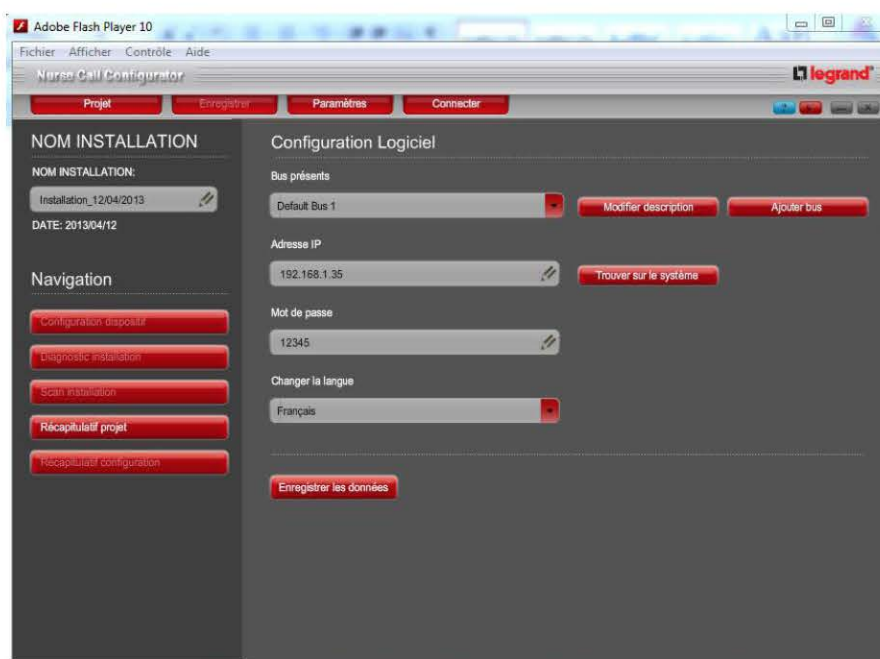 Adobe Flash Player 10
Fichier Afficher Contrôle Aide
Nurse Call Configurator
legrand
Projet Enregistrer Paramètres Connecter
NOM INSTALLATION
NOM INSTALLATION:
Installation_12/04/2013
DATE: 2013/04/12
Navigation
Configuration dispositif
Diagnostic installation
Scan installation
Récapitulatif projet
Récapitulatif configuration
Configuration Logiciel
Bus présents
Default Bus 1 Modifier description Ajouter bus
Adresse IP
192.168.1.35 Trouver sur le système
Mot de passe
12345
Changer la langue
Français
Enregistrer les données